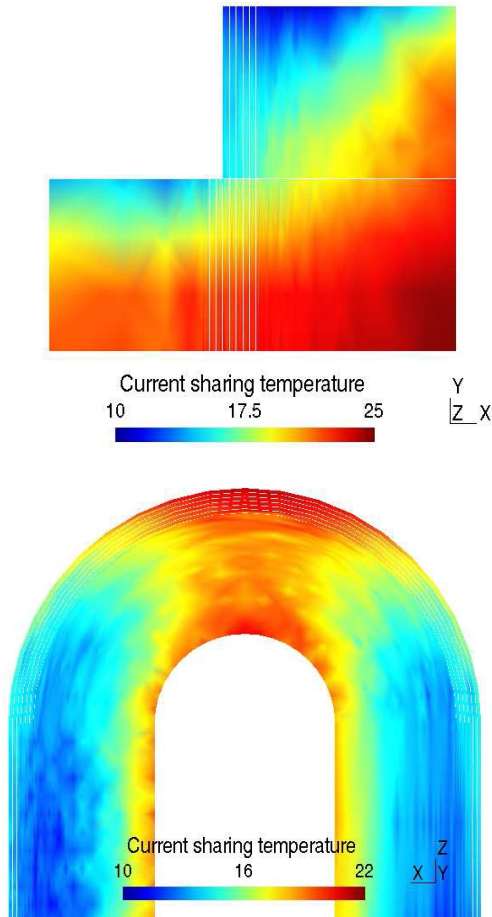 Current sharing temperature
10 17.5 25
Y
Z X
Current sharing temperature
10 16 22
Z
X Y